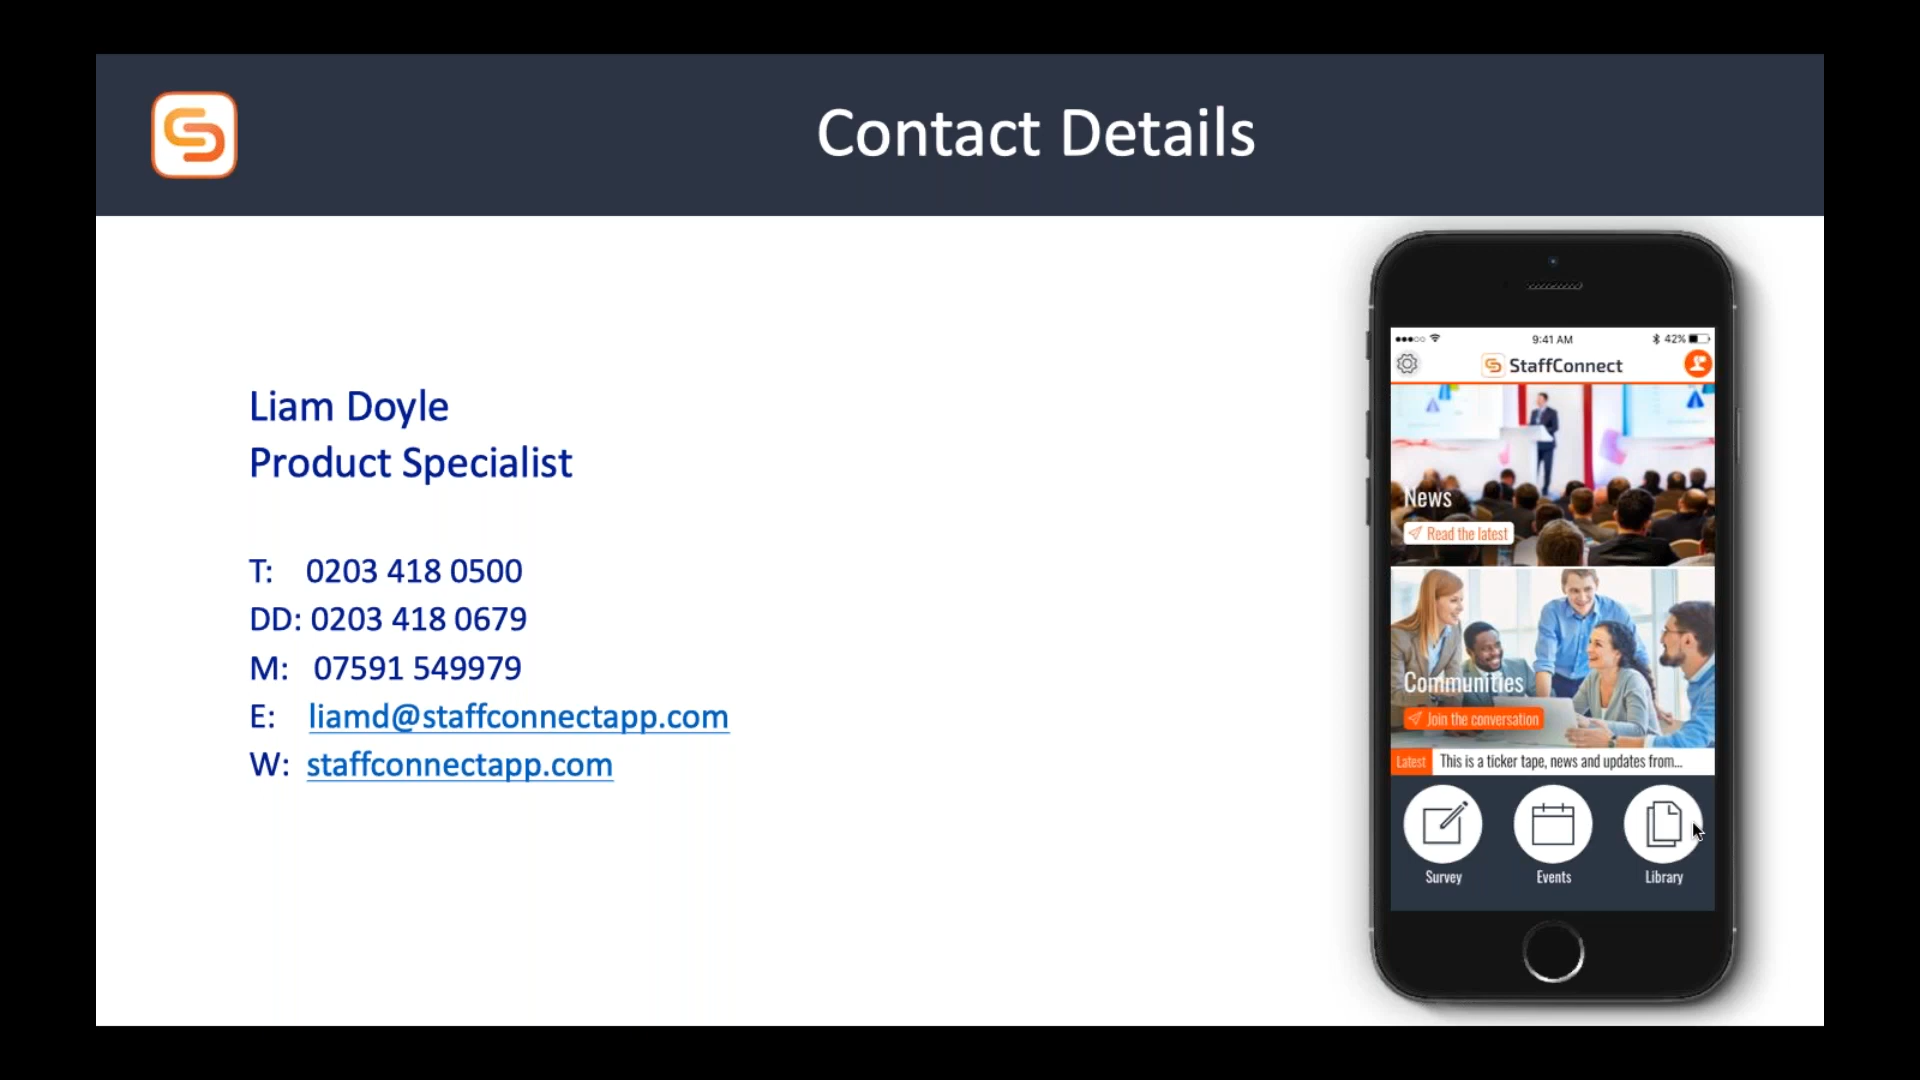 Contact Details
Liam Doyle
Product Specialist
T: 0203 418 0500
DD: 0203 418 0679
M: 07591 549979
E: liamd@staffconnectapp.com
W: staffconnectapp.com
9:41 AM
42%
StaffConnect
News
Read the latest
Communities
Join the conversation
Latest This is a ticker tape, news and updates from...
Survey Events Library